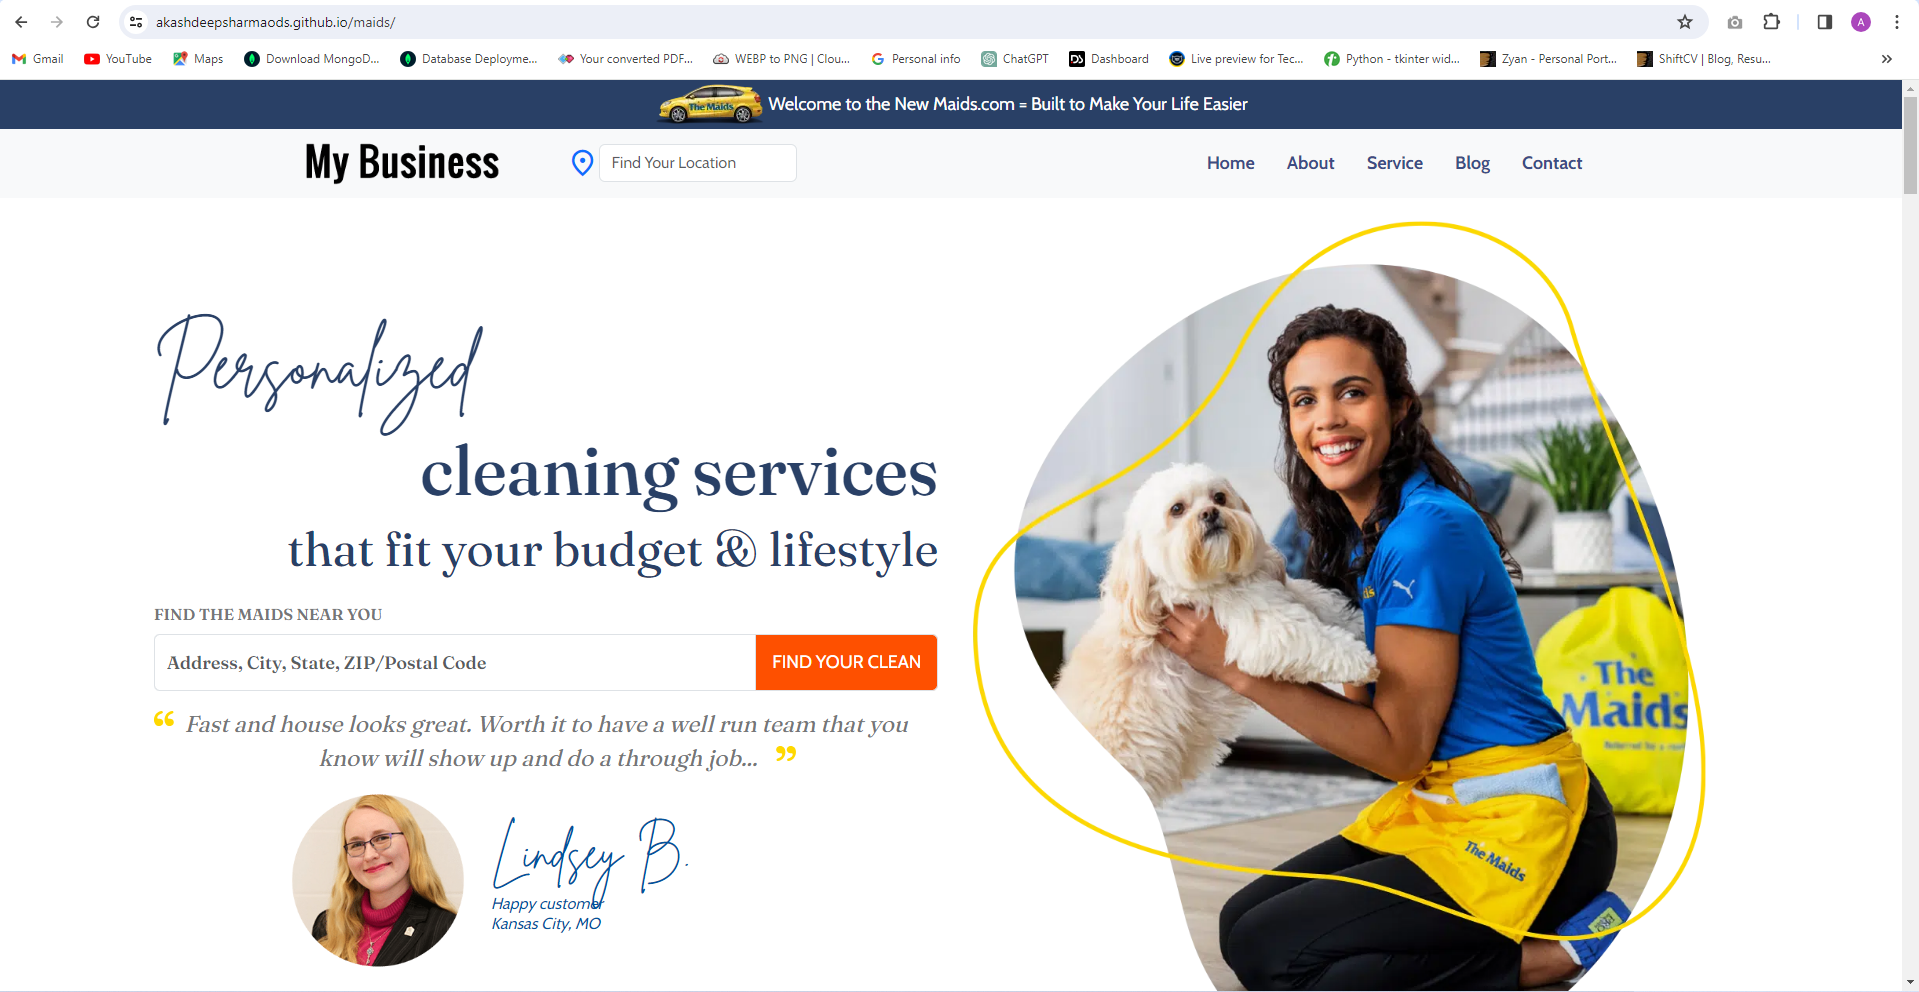 akashdeepsharmaods.github.io/maids/
A
Gmail
YouTube
Maps
Download MongoD...
Database Deployme...
Your converted PDF...
WEBP to PNG | Clou...
Personal info
ChatGPT
Dashboard
Live preview for Tec...
Python - tkinter wid...
Zyan - Personal Port...
ShiftCV | Blog, Resu...
The Maids
Welcome to the New Maids.com = Built to Make Your Life Easier
My Business
Find Your Location
Home
About
Service
Blog
Contact
Personalized
cleaning services
that fit your budget & lifestyle
FIND THE MAIDS NEAR YOU
Address, City, State, ZIP/Postal Code
FIND YOUR CLEAN
“ Fast and house looks great. Worth it to have a well run team that you
know will show up and do a through job... ”
Lindsey B.
Happy customer
Kansas City, MO
The
Maids
The Maids